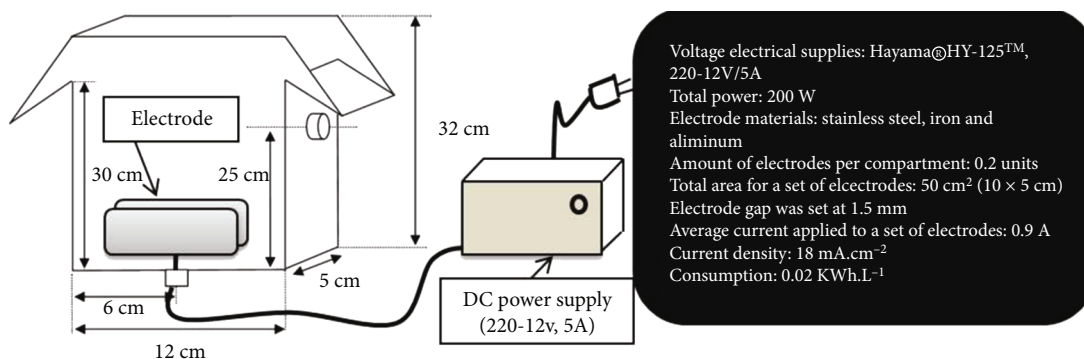 Electrode
30 cm
25 cm
32 cm
5 cm
6 cm
12 cm
DC power supply
(220-12v, 5A)
Voltage electrical supplies: Hayama®HY-125™,
220-12V/5A
Total power: 200 W
Electrode materials: stainless steel, iron and
aliminum
Amount of electrodes per compartment: 0.2 units
Total area for a set of elcectrodes: 50 cm² (10 × 5 cm)
Electrode gap was set at 1.5 mm
Average current applied to a set of electrodes: 0.9 A
Current density: 18 mA.cm⁻²
Consumption: 0.02 KWh.L⁻¹